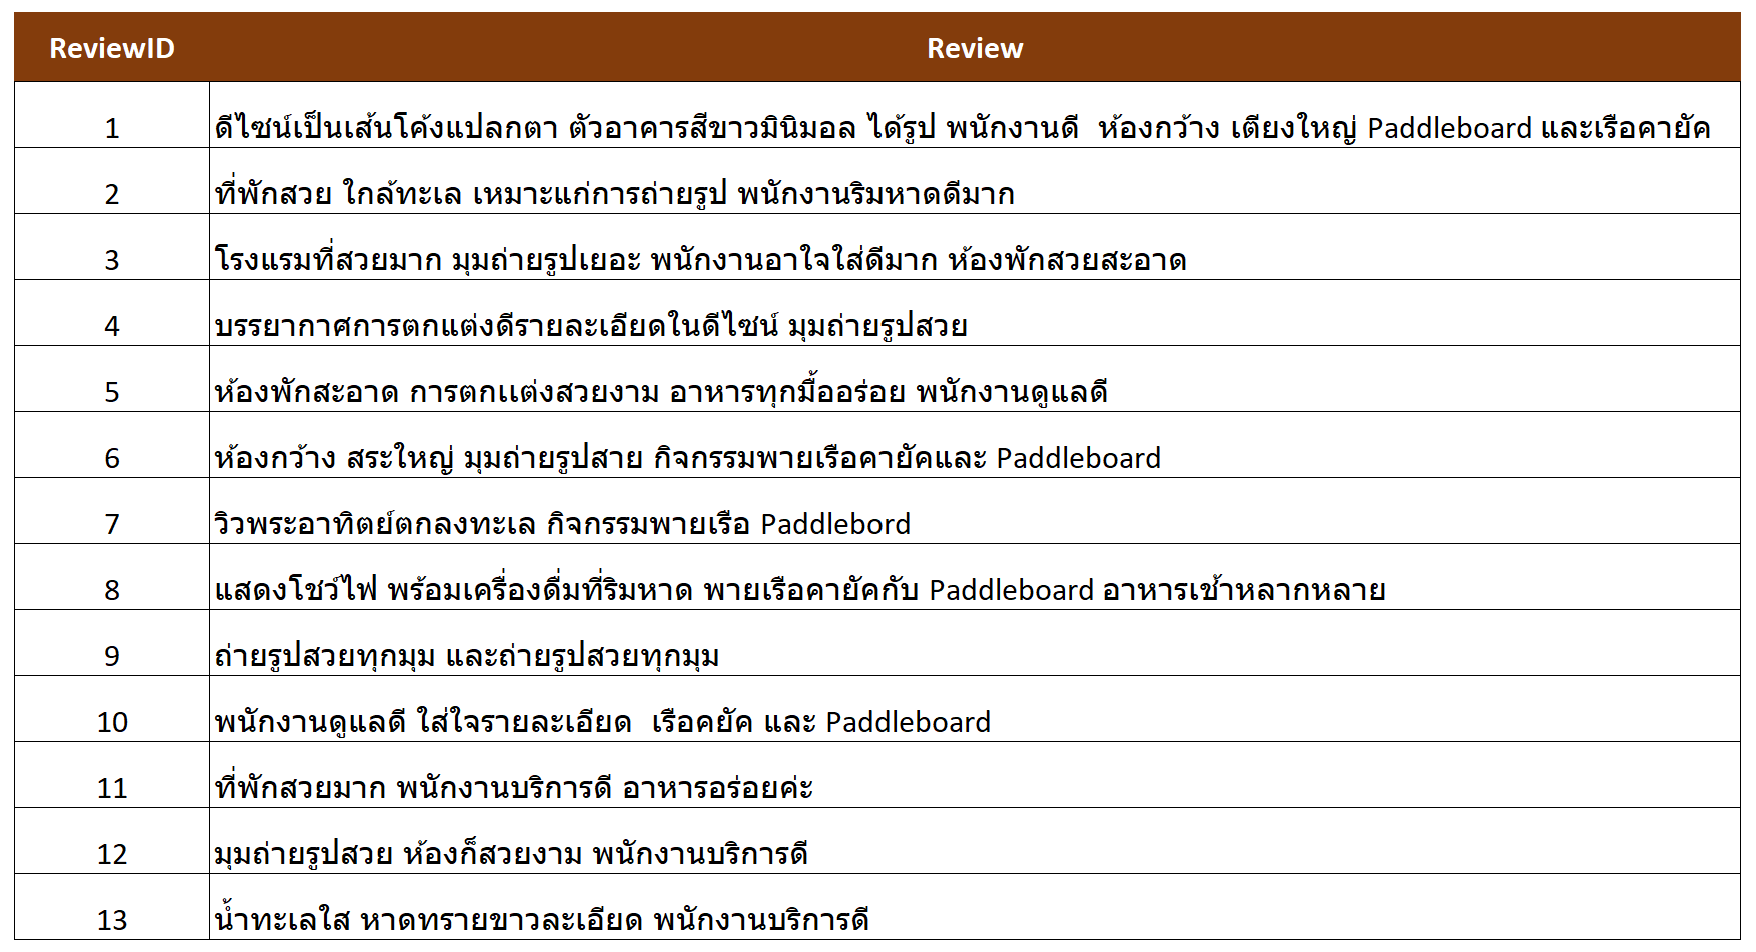 ReviewID Review
1 ดีไซน์เป็นเส้นโค้งแปลกตา ตัวอาคารสีขาวมินิมอล ได้รูป พนักงานดี  ห้องกว้าง เตียงใหญ่ Paddleboard และเรือคายัค
2 ที่พักสวย ใกล้ทะเล เหมาะแก่การถ่ายรูป พนักงานริมหาดดีมาก
3 โรงแรมที่สวยมาก มุมถ่ายรูปเยอะ พนักงานอาใจใส่ดีมาก ห้องพักสวยสะอาด
4 บรรยากาศการตกแต่งดีรายละเอียดในดีไซน์ มุมถ่ายรูปสวย
5 ห้องพักสะอาด การตกเเต่งสวยงาม อาหารทุกมื้ออร่อย พนักงานดูแลดี
6 ห้องกว้าง สระใหญ่ มุมถ่ายรูปสาย กิจกรรมพายเรือคายัคและ Paddleboard
7 วิวพระอาทิตย์ตกลงทะเล กิจกรรมพายเรือ Paddlebord
8 แสดงโชว์ไฟ พร้อมเครื่องดื่มที่ริมหาด พายเรือคายัคกับ Paddleboard อาหารเช้าหลากหลาย
9 ถ่ายรูปสวยทุกมุม และถ่ายรูปสวยทุกมุม
10 พนักงานดูแลดี ใส่ใจรายละเอียด  เรือคยัค และ Paddleboard
11 ที่พักสวยมาก พนักงานบริการดี อาหารอร่อยค่ะ
12 มุมถ่ายรูปสวย ห้องก็สวยงาม พนักงานบริการดี
13 น้ำทะเลใส หาดทรายขาวละเอียด พนักงานบริการดี